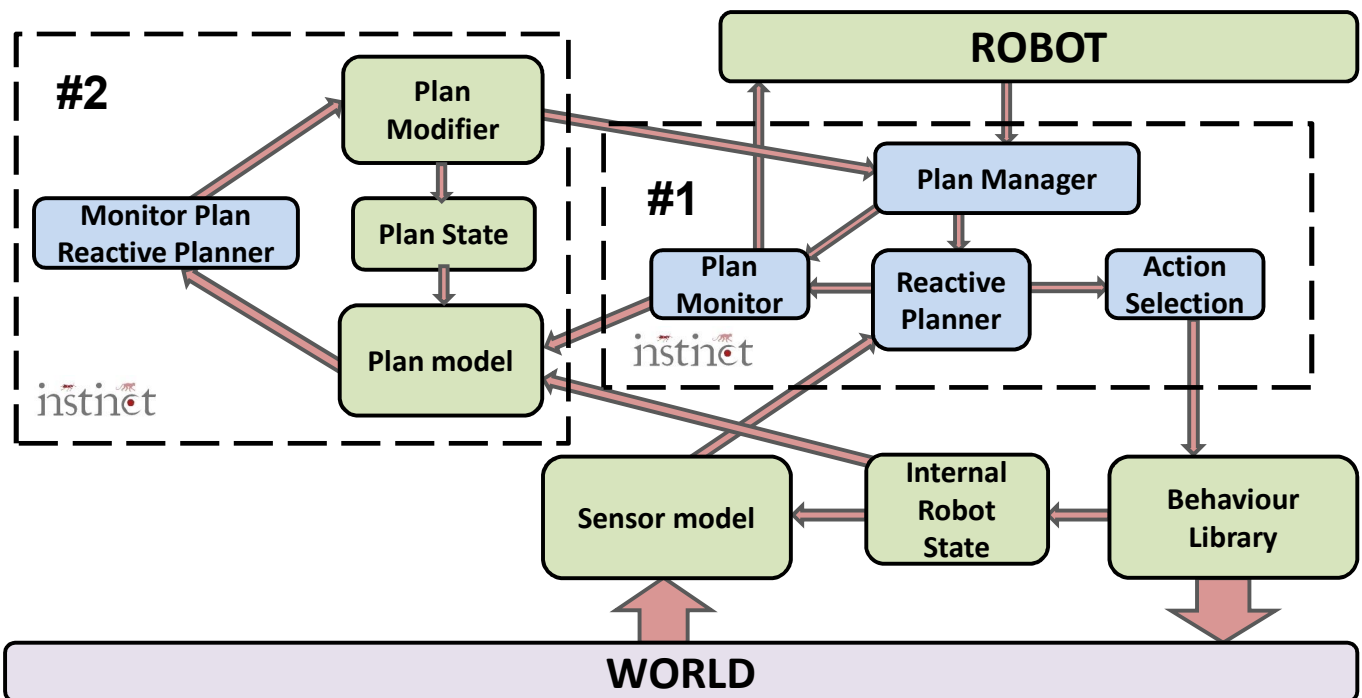 ROBOT
#2
Plan
Modifier
Plan Manager
#1
Monitor Plan
Reactive Planner
Plan State
Plan
Monitor
Reactive
Planner
Action
Selection
instinct
Plan model
instinct
Sensor model
Internal
Robot
State
Behaviour
Library
WORLD